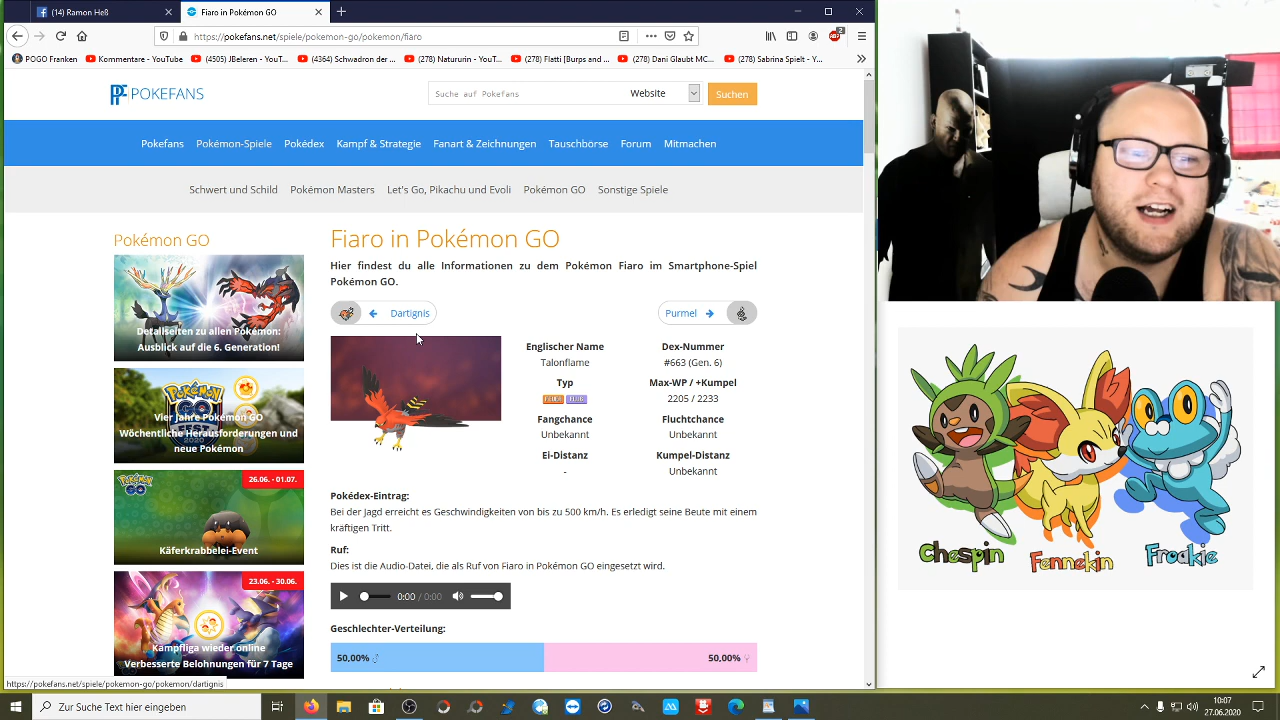 (14) Ramon Heß
Fiaro in Pokémon GO
https://pokefans.net/spiele/pokemon-go/pokemon/fiaro
2
POGO Franken
Kommentare - YouTube
(4505) JBeleren - YouT...
(4364) Schwadron der ...
(278) Natururin - YouT...
(278) Flatti [Burps and ...
(278) Dani Glaubt MC...
(278) Sabrina Spielt - Y...
POKEFANS
Suche auf Pokefans
Website
Suchen
Pokefans
Pokémon-Spiele
Pokédex
Kampf & Strategie
Fanart & Zeichnungen
Tauschbörse
Forum
Mitmachen
Schwert und Schild
Pokémon Masters
Let's Go, Pikachu und Evoli
Pokémon GO
Sonstige Spiele
Pokémon GO
Detailseiten zu allen Pokémon:
Ausblick auf die 6. Generation!
Pokémon
GO
2020
Vier Jahre Pokémon GO
Wöchentliche Herausforderungen und
neue Pokémon
Pokémon
GO
26.06. - 01.07.
Käferkrabbelei-Event
23.06. - 30.06.
Kampfliga wieder online
Verbesserte Belohnungen für 7 Tage
Fiaro in Pokémon GO
Hier findest du alle Informationen zu dem Pokémon Fiaro im Smartphone-Spiel
Pokémon GO.
Dartignis
Purmel
Englischer Name
Talonflame
Dex-Nummer
#663 (Gen. 6)
Typ
FEUER FLUG
Max-WP / +Kumpel
2205 / 2233
Fangchance
Unbekannt
Fluchtchance
Unbekannt
Ei-Distanz
-
Kumpel-Distanz
Unbekannt
Pokédex-Eintrag:
Bei der Jagd erreicht es Geschwindigkeiten von bis zu 500 km/h. Es erledigt seine Beute mit einem
kräftigen Tritt.
Ruf:
Dies ist die Audio-Datei, die als Ruf von Fiaro in Pokémon GO eingesetzt wird.
0:00 / 0:00
Geschlechter-Verteilung:
50,00% ♂
50,00% ♀
https://pokefans.net/spiele/pokemon-go/pokemon/dartignis
Chespin
Fennekin
Froakie
Zur Suche Text hier eingeben
10:07
27.06.2020